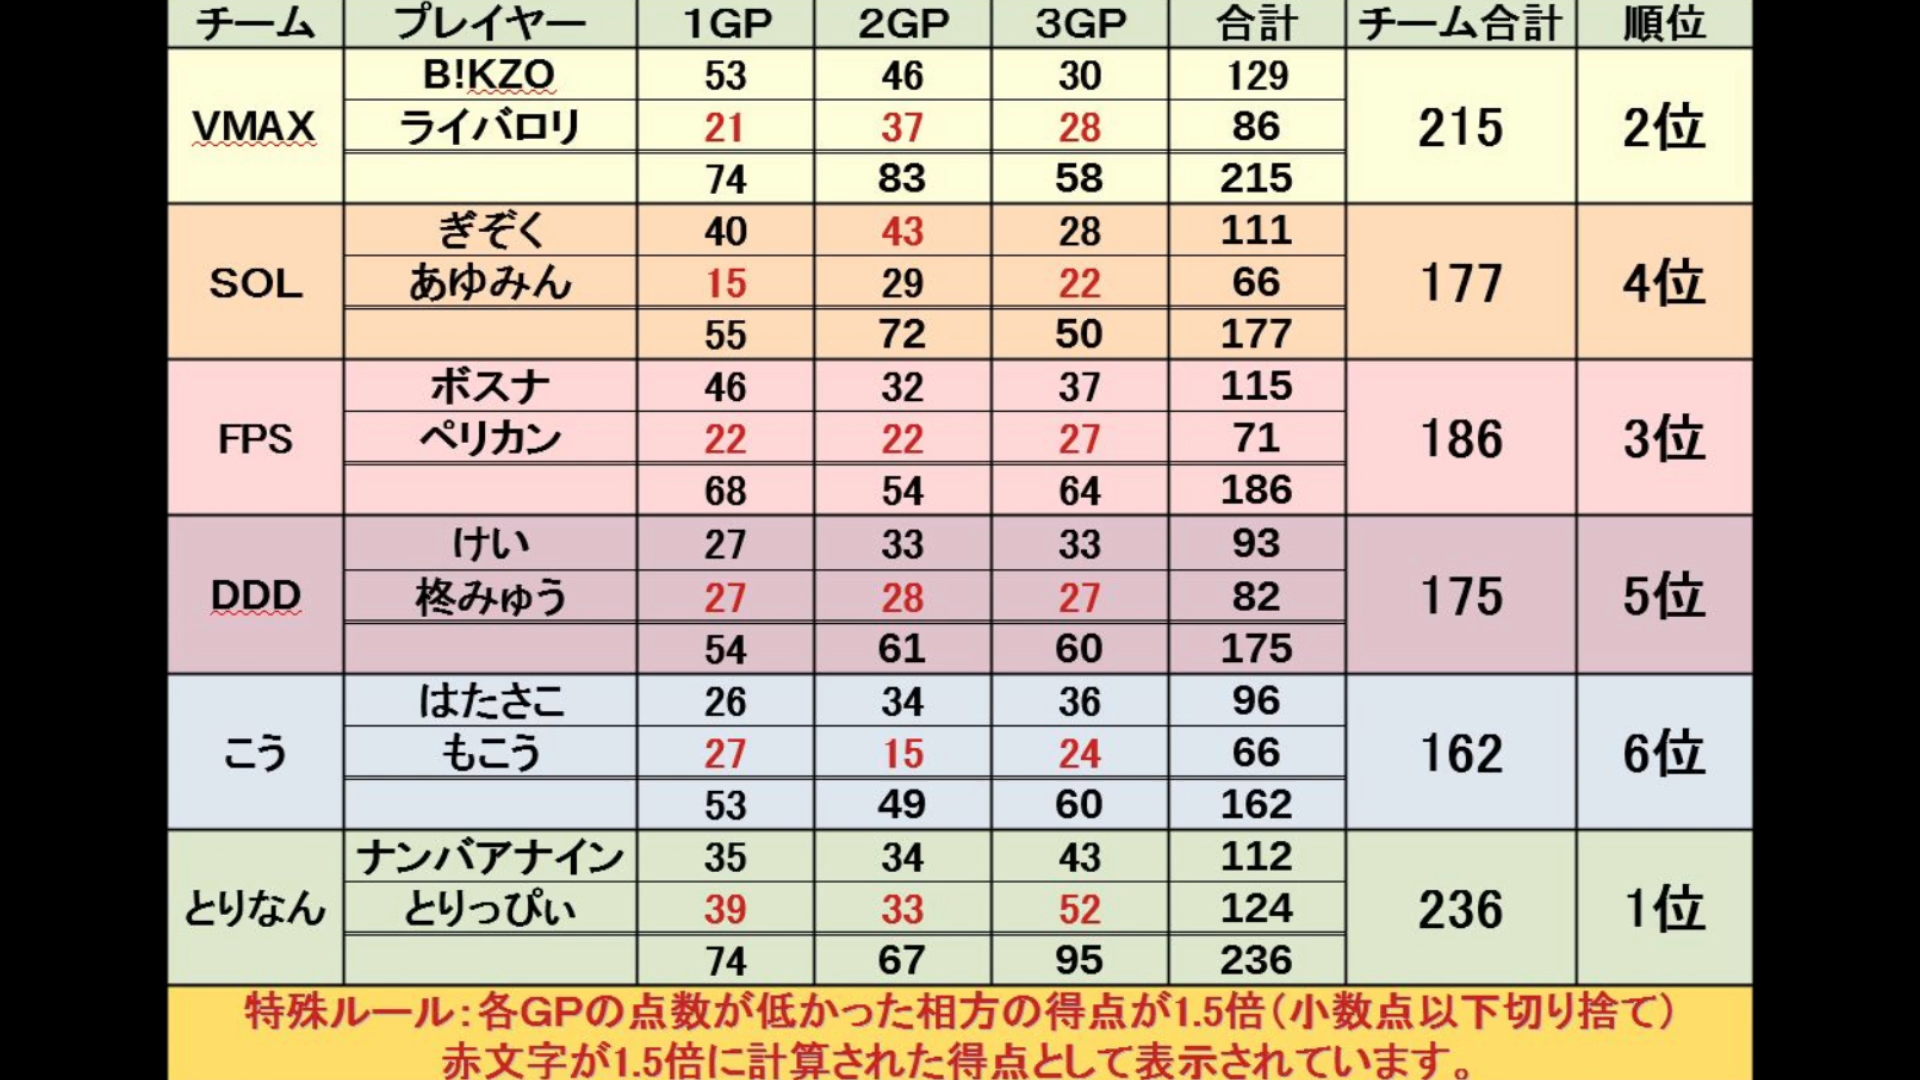 チーム プレイヤー 1GP 2GP 3GP 合計 チーム合計 順位
VMAX B!KZO 53 46 30 129 215 2位
ライバロリ 21 37 28 86
74 83 58 215
SOL ぎぞく 40 43 28 111 177 4位
あゆみん 15 29 22 66
55 72 50 177
FPS ボスナ 46 32 37 115 186 3位
ペリカン 22 22 27 71
68 54 64 186
DDD けい 27 33 33 93 175 5位
柊みゅう 27 28 27 82
54 61 60 175
こう はたさこ 26 34 36 96 162 6位
もこう 27 15 24 66
53 49 60 162
とりなん ナンバアナイン 35 34 43 112 236 1位
とりっぴぃ 39 33 52 124
74 67 95 236
特殊ルール：各GPの点数が低かった相方の得点が1.5倍（小数点以下切り捨て）
赤文字が1.5倍に計算された得点として表示されています。